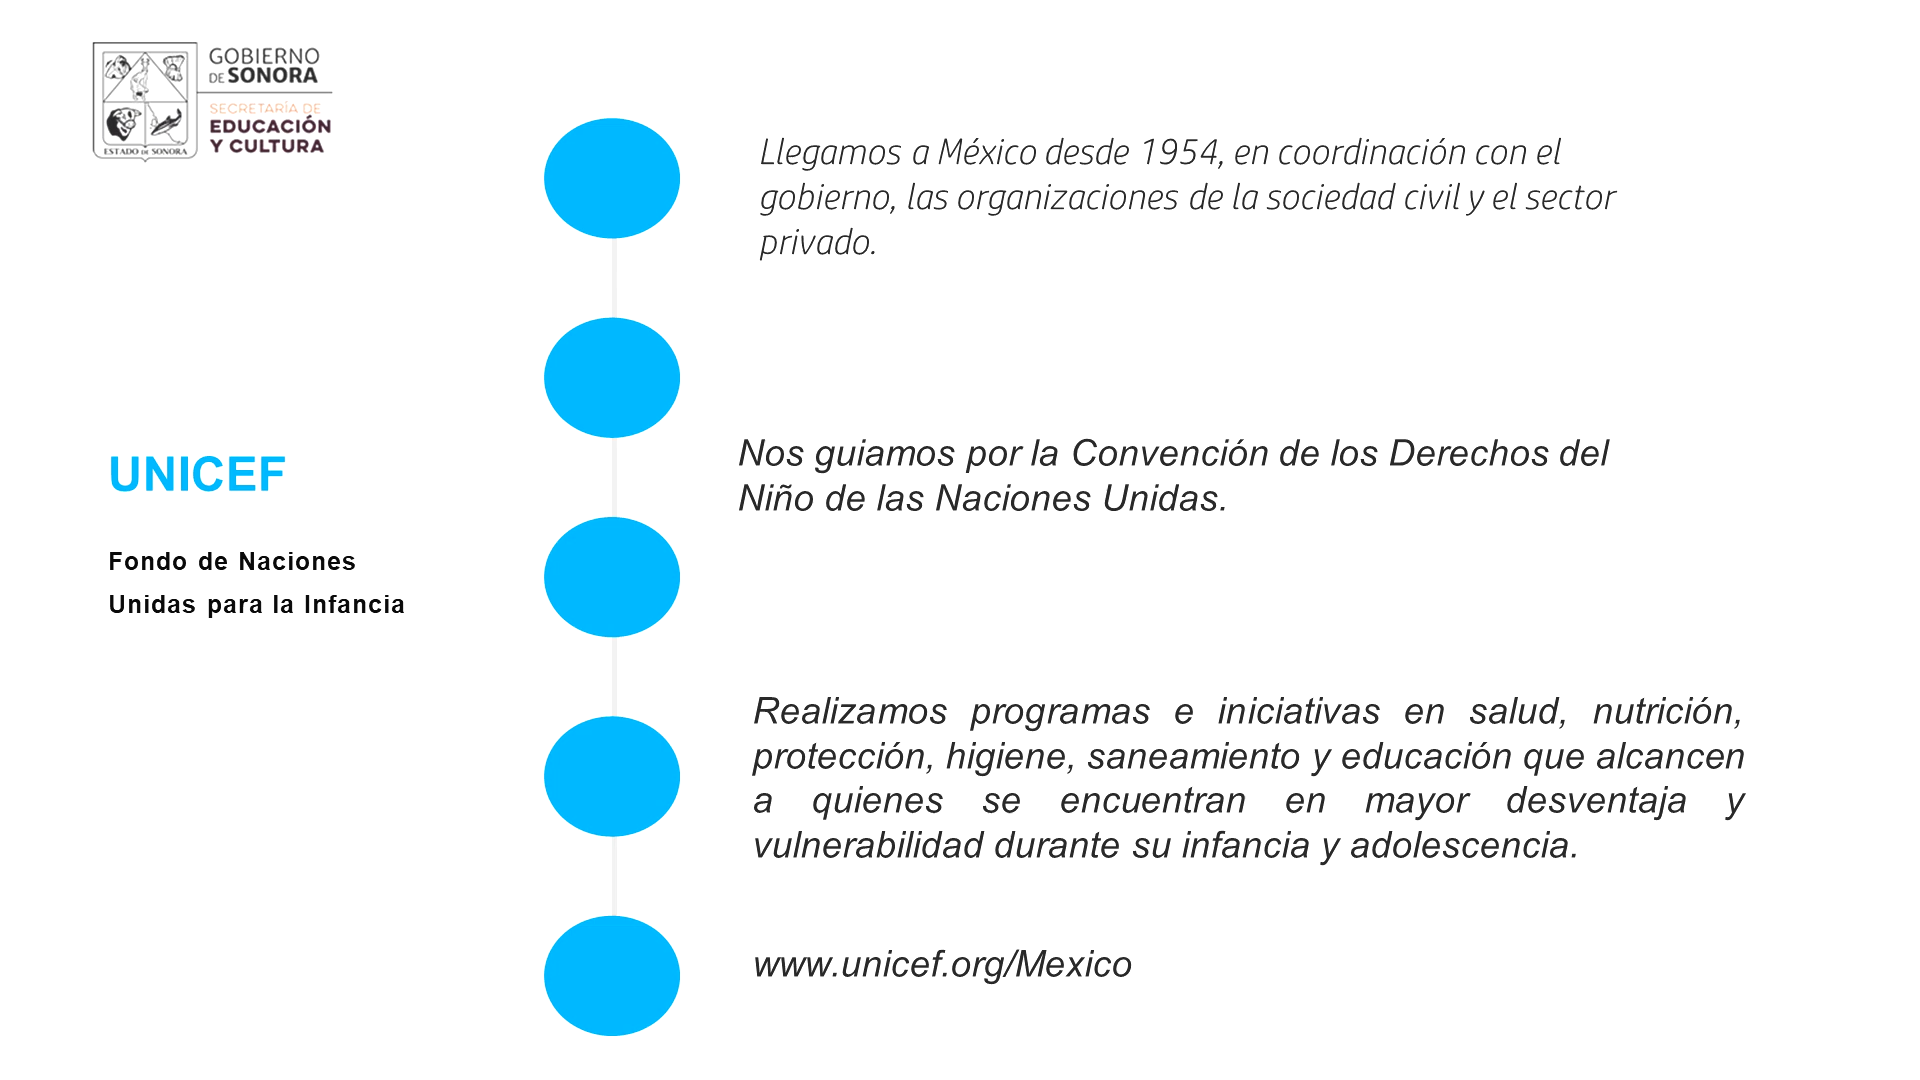 GOBIERNO
DE SONORA
SECRETARÍA DE
EDUCACIÓN
Y CULTURA
ESTADO DE SONORA
UNICEF
Fondo de Naciones
Unidas para la Infancia
Llegamos a México desde 1954, en coordinación con el
gobierno, las organizaciones de la sociedad civil y el sector
privado.
Nos guiamos por la Convención de los Derechos del
Niño de las Naciones Unidas.
Realizamos programas e iniciativas en salud, nutrición,
protección, higiene, saneamiento y educación que alcancen
a quienes se encuentran en mayor desventaja y
vulnerabilidad durante su infancia y adolescencia.
www.unicef.org/Mexico